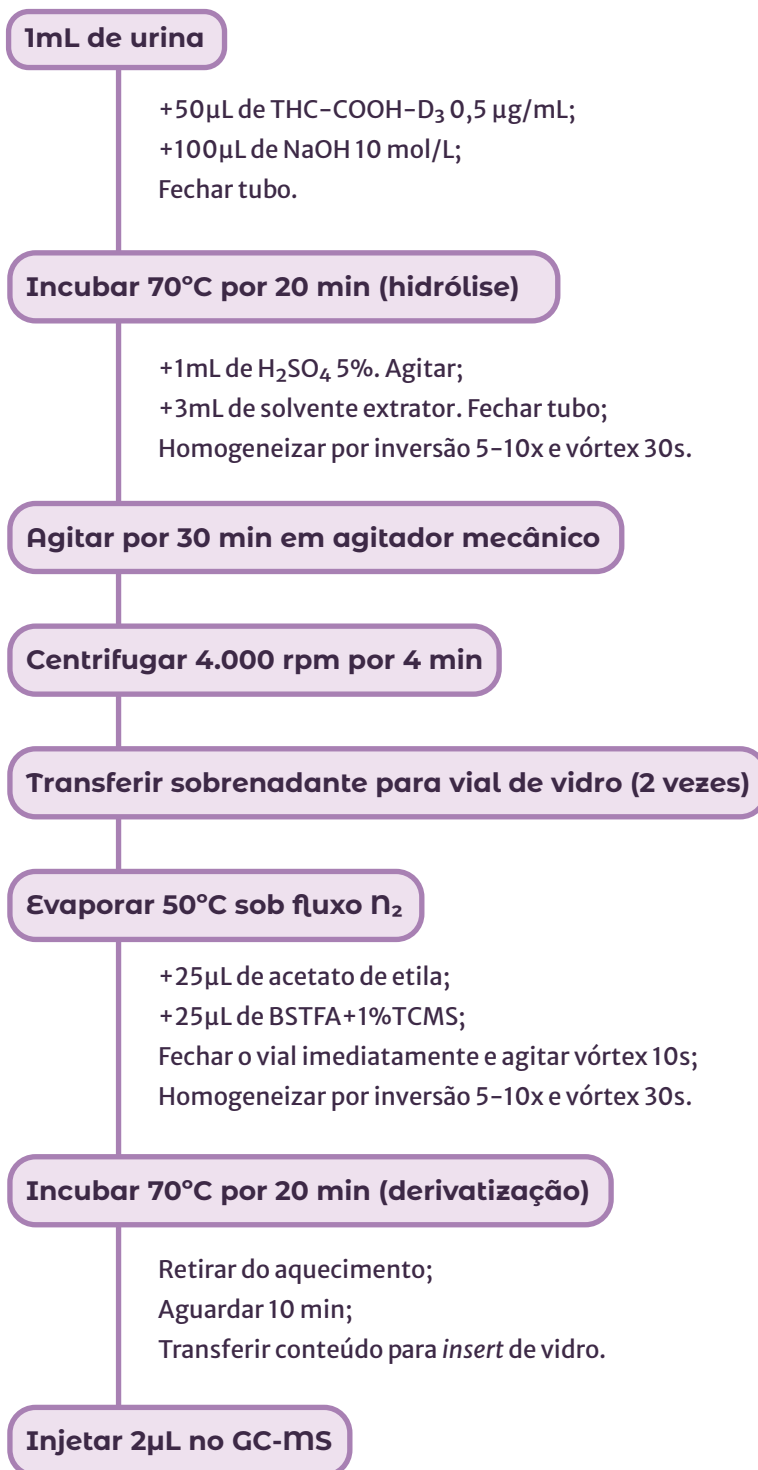 1mL de urina
+50µL de THC-COOH-D₃ 0,5 µg/mL;
+100µL de NaOH 10 mol/L;
Fechar tubo.
Incubar 70ºC por 20 min (hidrólise)
+1mL de H₂SO₄ 5%. Agitar;
+3mL de solvente extrator. Fechar tubo;
Homogeneizar por inversão 5-10x e vórtex 30s.
Agitar por 30 min em agitador mecânico
Centrifugar 4.000 rpm por 4 min
Transferir sobrenadante para vial de vidro (2 vezes)
Evaporar 50ºC sob fluxo N₂
+25µL de acetato de etila;
+25µL de BSTFA+1%TCMS;
Fechar o vial imediatamente e agitar vórtex 10s;
Homogeneizar por inversão 5-10x e vórtex 30s.
Incubar 70ºC por 20 min (derivatização)
Retirar do aquecimento;
Aguardar 10 min;
Transferir conteúdo para insert de vidro.
Injetar 2µL no GC-MS